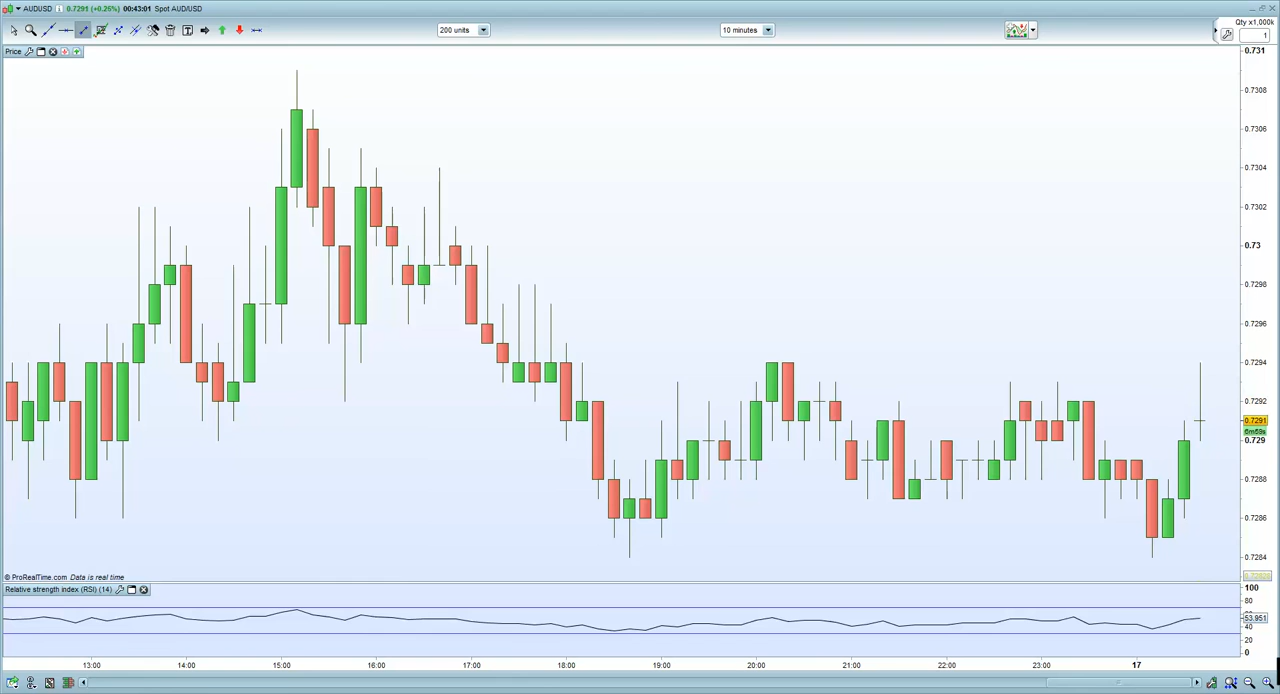 AUDUSD 0.7291 (+0.26%) 00:43:01 Spot AUD/USD
Qty x1,000k
200 units 10 minutes 1
Price
0.731
0.7308
0.7306
0.7304
0.7302
0.73
0.7298
0.7296
0.7294
0.7292
0.7291
6m59s
0.729
0.7288
0.7286
0.7284
© ProRealTime.com Data is real time
Relative strength index (RSI) (14)
100
80
53.951
40
20
0
13:00 14:00 15:00 16:00 17:00 18:00 19:00 20:00 21:00 22:00 23:00 17